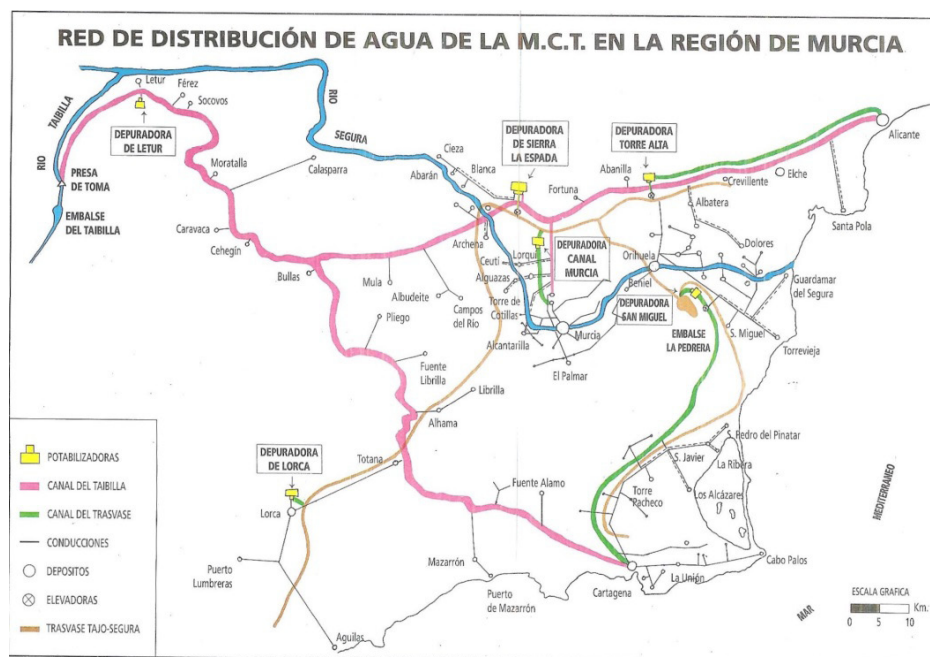 RED DE DISTRIBUCIÓN DE AGUA DE LA M.C.T. EN LA REGIÓN DE MURCIA
Letur
Férez
Socovos
RIO
TAIBILLA
DEPURADORA
DE LETUR
RIO
SEGURA
PRESA
DE TOMA
EMBALSE
DEL TAIBILLA
Moratalla
Calasparra
Caravaca
Cehegín
Bullas
Cieza
Abarán
Blanca
DEPURADORA
DE SIERRA
LA ESPADA
DEPURADORA
TORRE ALTA
Fortuna
Abanilla
Crevillente
Elche
Alicante
Santa Pola
Albatera
Dolores
Orihuela
Guardamar
del Segura
Archena
Ceutí
Lorquí
Alguazas
Torre de
Cotillas
Alcantarilla
DEPURADORA
CANAL
MURCIA
Beniel
DEPURADORA
SAN MIGUEL
EMBALSE
LA PEDRERA
S. Miguel
Torrevieja
Murcia
El Palmar
Mula
Albudeite
Campos
del Río
Pliego
Fuente
Librilla
Librilla
Alhama
Totana
DEPURADORA
DE LORCA
Lorca
Puerto
Lumbreras
Aguilas
Fuente Alamo
Mazarrón
Puerto
de Mazarrón
Cartagena
La Unión
Cabo Palos
Torre
Pacheco
S. Javier
S. Pedro del Pinatar
La Ribera
Los Alcázares
MAR
MEDITERRANEO
POTABILIZADORAS
CANAL DEL TAIBILLA
CANAL DEL TRASVASE
CONDUCCIONES
DEPOSITOS
ELEVADORAS
TRASVASE TAJO-SEGURA
ESCALA GRAFICA
0 5 10 Km.